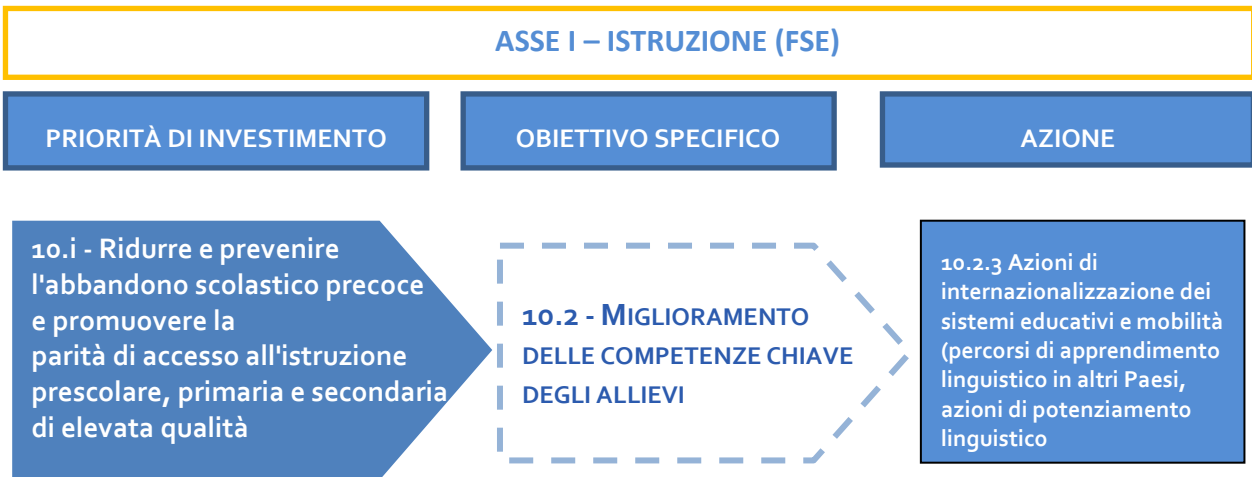 ASSE I – ISTRUZIONE (FSE)
PRIORITÀ DI INVESTIMENTO
OBIETTIVO SPECIFICO
AZIONE
10.i - Ridurre e prevenire
l'abbandono scolastico precoce
e promuovere la
parità di accesso all'istruzione
prescolare, primaria e secondaria
di elevata qualità
10.2 - MIGLIORAMENTO
DELLE COMPETENZE CHIAVE
DEGLI ALLIEVI
10.2.3 Azioni di
internazionalizzazione dei
sistemi educativi e mobilità
(percorsi di apprendimento
linguistico in altri Paesi,
azioni di potenziamento
linguistico